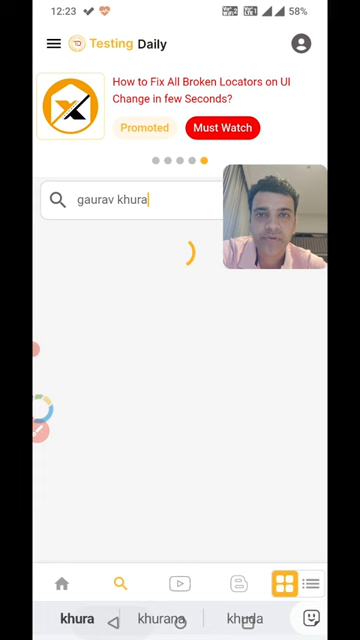 12:23
58%
Testing Daily
How to Fix All Broken Locators on UI
Change in few Seconds?
Promoted
Must Watch
gaurav khura
khura
khurana
khuda